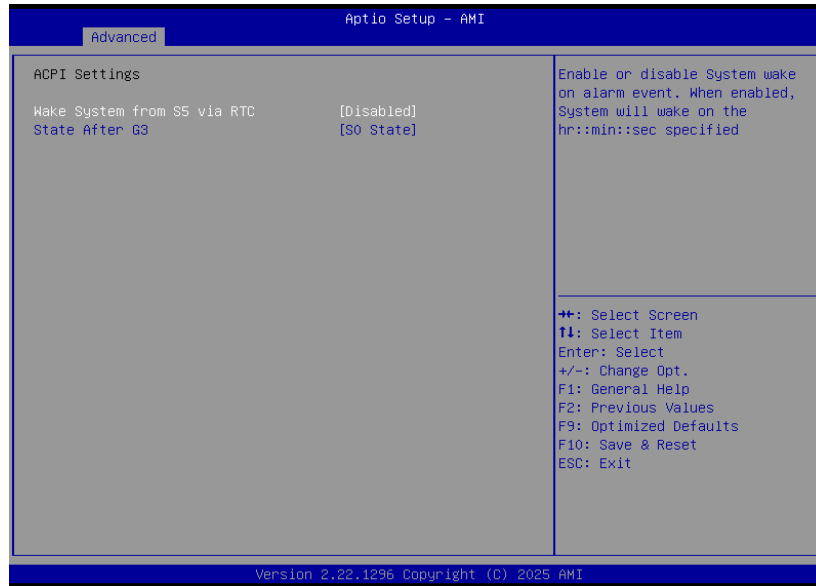 Aptio Setup - AMI
Advanced
ACPI Settings
Wake System from S5 via RTC [Disabled]
State After G3 [S0 State]
Enable or disable System wake
on alarm event. When enabled,
System will wake on the
hr::min::sec specified
→←: Select Screen
↑↓: Select Item
Enter: Select
+/-: Change Opt.
F1: General Help
F2: Previous Values
F9: Optimized Defaults
F10: Save & Reset
ESC: Exit
Version 2.22.1296 Copyright (C) 2025 AMI